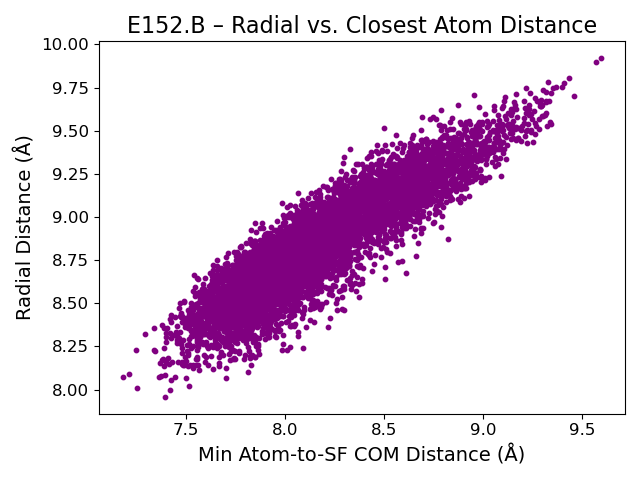 E152.B – Radial vs. Closest Atom Distance
10.00
9.75
9.50
9.25
9.00
8.75
8.50
8.25
8.00
Radial Distance (Å)
7.5 8.0 8.5 9.0 9.5
Min Atom-to-SF COM Distance (Å)